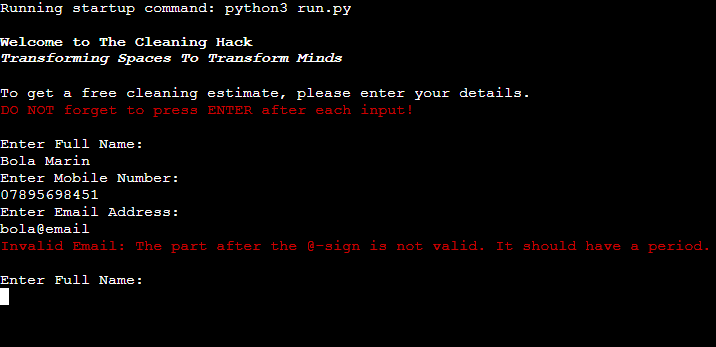 Running startup command: python3 run.py
Welcome to The Cleaning Hack
Transforming Spaces To Transform Minds
To get a free cleaning estimate, please enter your details.
DO NOT forget to press ENTER after each input!
Enter Full Name:
Bola Marin
Enter Mobile Number:
07895698451
Enter Email Address:
bola@email
Invalid Email: The part after the @-sign is not valid. It should have a period.
Enter Full Name: